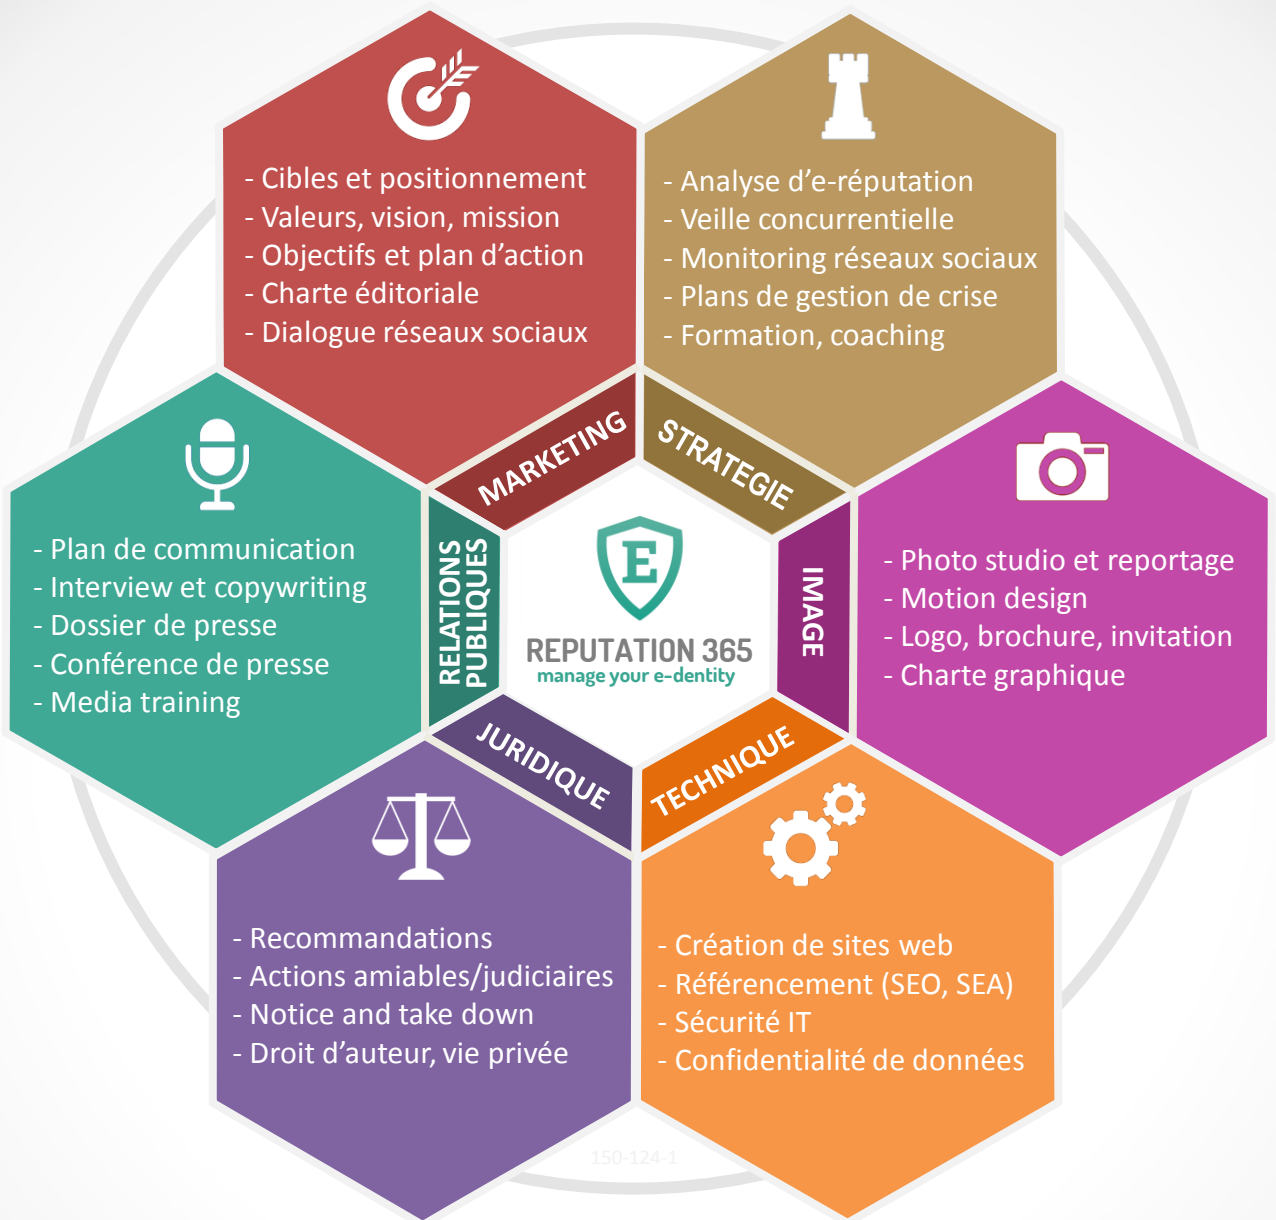 - Cibles et positionnement
- Valeurs, vision, mission
- Objectifs et plan d’action
- Charte éditoriale
- Dialogue réseaux sociaux
MARKETING
- Analyse d’e-réputation
- Veille concurrentielle
- Monitoring réseaux sociaux
- Plans de gestion de crise
- Formation, coaching
STRATEGIE
- Plan de communication
- Interview et copywriting
- Dossier de presse
- Conférence de presse
- Media training
RELATIONS
PUBLIQUES
E
REPUTATION 365
manage your e-dentity
IMAGE
- Photo studio et reportage
- Motion design
- Logo, brochure, invitation
- Charte graphique
JURIDIQUE
- Recommandations
- Actions amiables/judiciaires
- Notice and take down
- Droit d’auteur, vie privée
TECHNIQUE
- Création de sites web
- Référencement (SEO, SEA)
- Sécurité IT
- Confidentialité de données
150-124-1